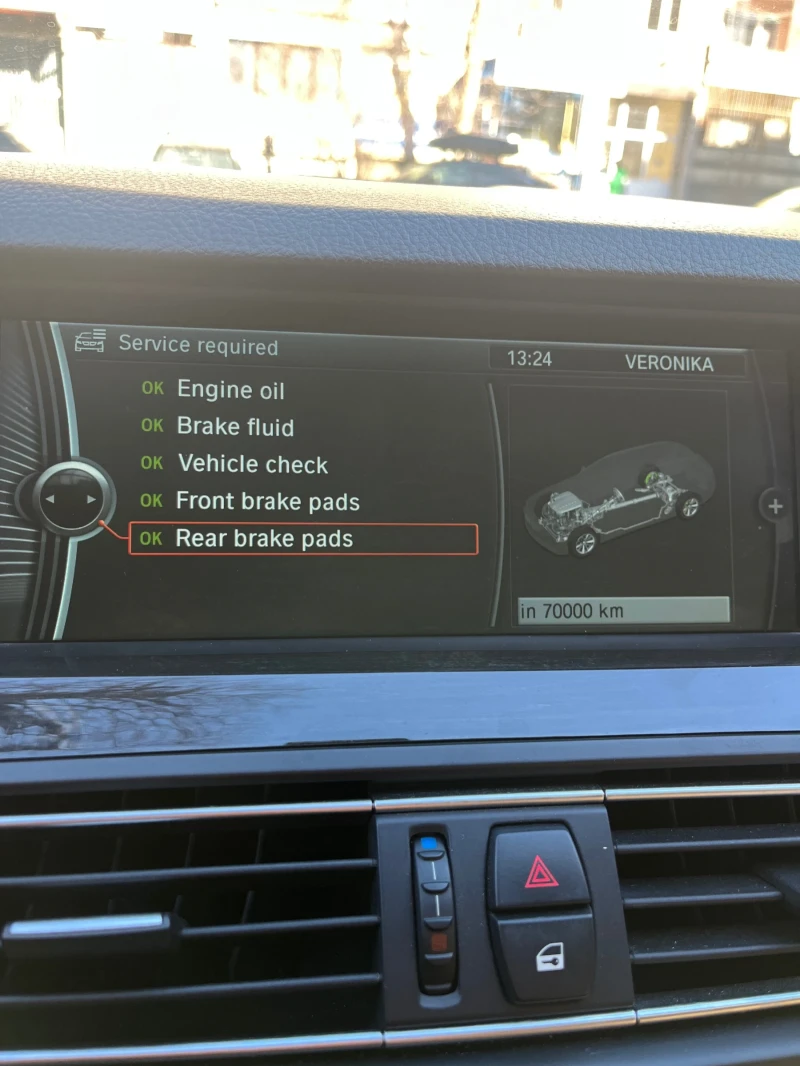 Service required
13:24
VERONIKA
OK Engine oil
OK Brake fluid
OK Vehicle check
OK Front brake pads
OK Rear brake pads
in 70000 km